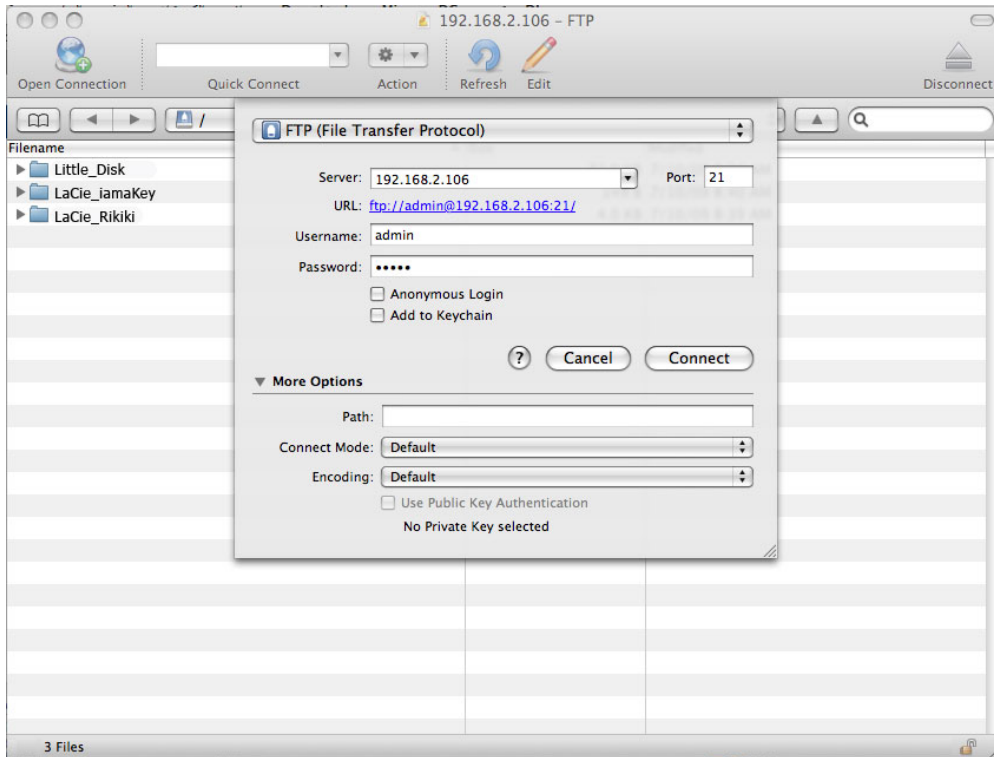 192.168.2.106 – FTP
Open Connection Quick Connect Action Refresh Edit Disconnect
/
FTP (File Transfer Protocol)
Filename
Server: 192.168.2.106 Port: 21
URL: ftp://admin@192.168.2.106:21/
Username: admin
Password: •••••
Anonymous Login
Add to Keychain
? Cancel Connect
More Options
Path:
Connect Mode: Default
Encoding: Default
Use Public Key Authentication
No Private Key selected
Little_Disk
LaCie_iamaKey
LaCie_Rikiki
3 Files